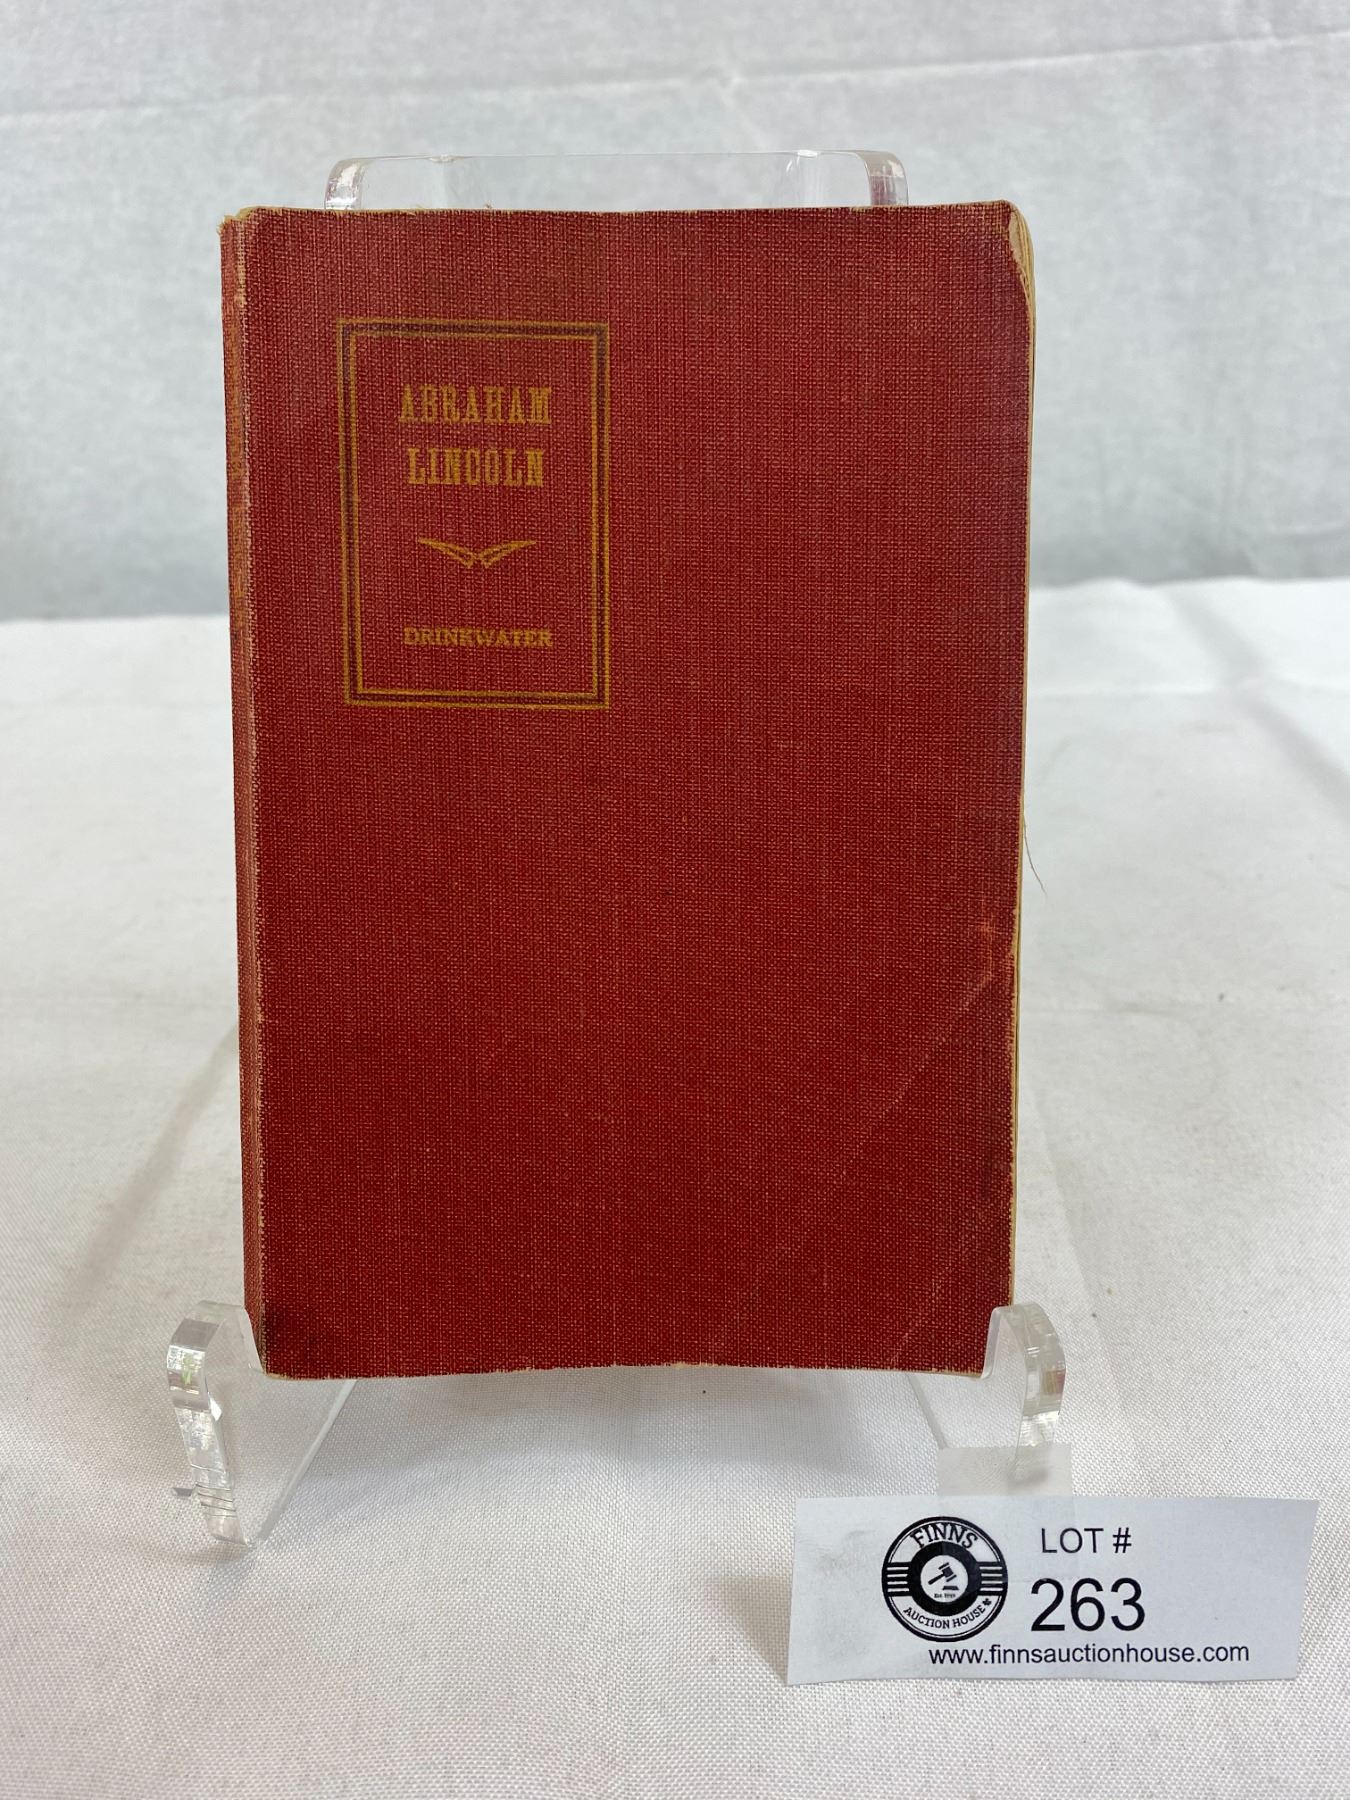 ABRAHAM
LINCOLN
DRINKWATER
FINNS
AUCTION HOUSE
LOT #
263
www.finnsauctionhouse.com